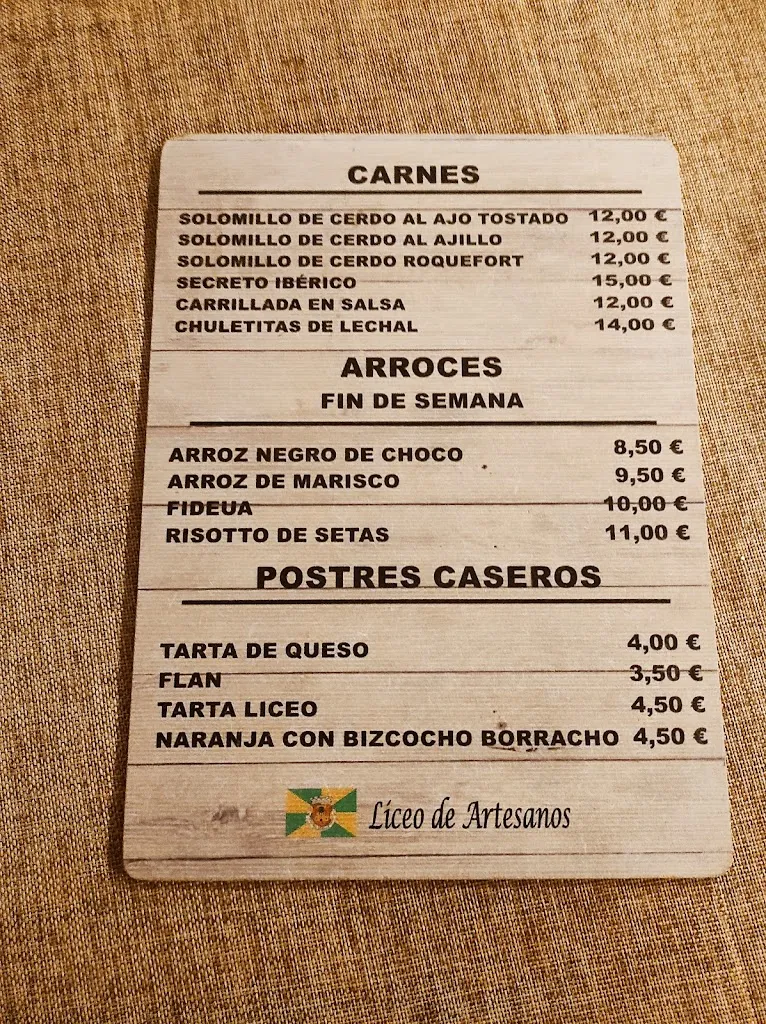 CARNES
SOLOMILLO DE CERDO AL AJO TOSTADO 12,00 €
SOLOMILLO DE CERDO AL AJILLO 12,00 €
SOLOMILLO DE CERDO ROQUEFORT 12,00 €
SECRETO IBÉRICO 15,00 €
CARRILLADA EN SALSA 12,00 €
CHULETITAS DE LECHAL 14,00 €
ARROCES
FIN DE SEMANA
ARROZ NEGRO DE CHOCO 8,50 €
ARROZ DE MARISCO 9,50 €
FIDEUA 10,00 €
RISOTTO DE SETAS 11,00 €
POSTRES CASEROS
TARTA DE QUESO 4,00 €
FLAN 3,50 €
TARTA LICEO 4,50 €
NARANJA CON BIZCOCHO BORRACHO 4,50 €
Liceo de Artesanos